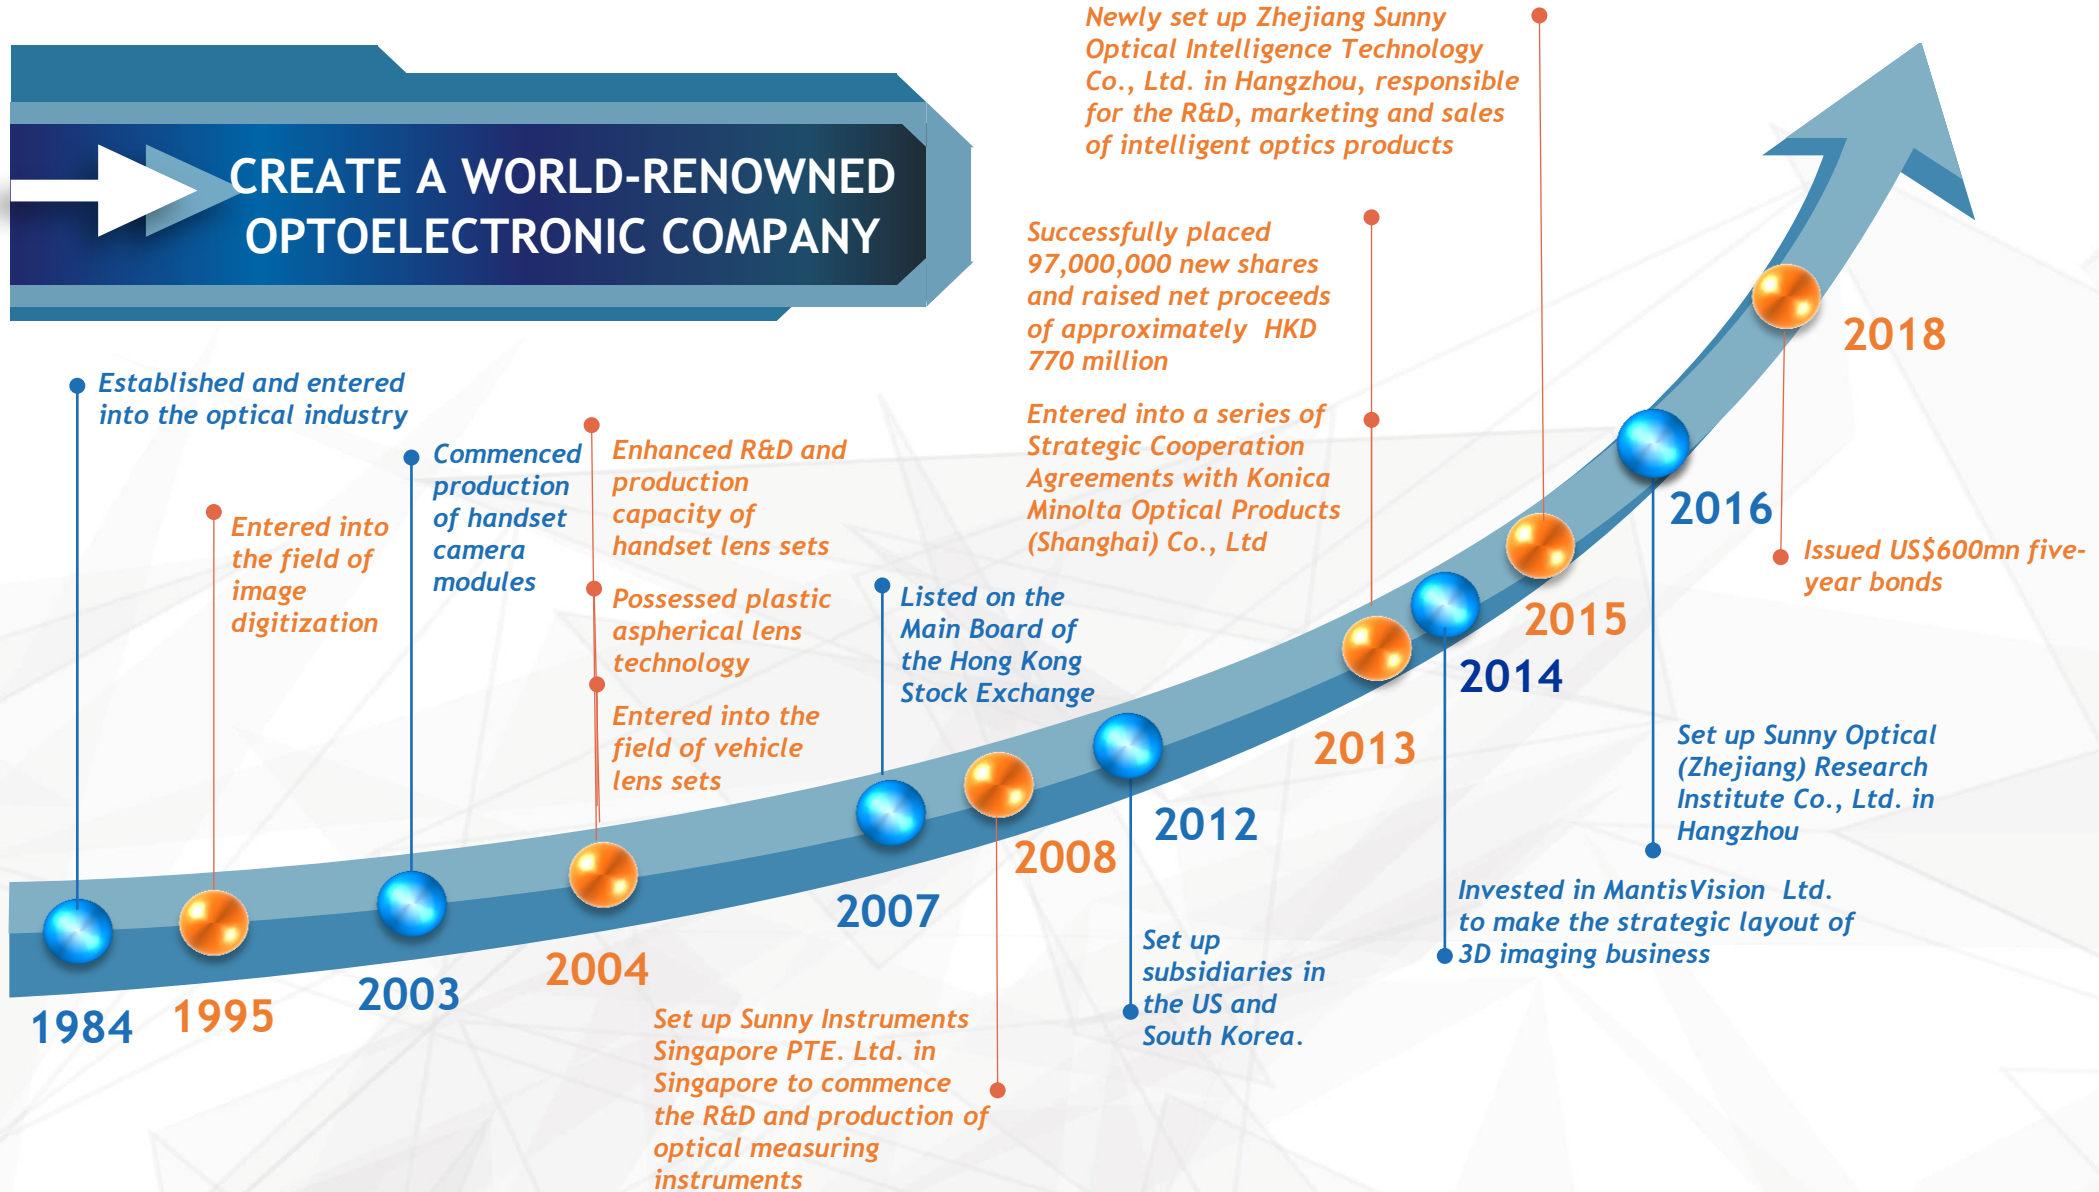 CREATE A WORLD-RENOWNED
OPTOELECTRONIC COMPANY
Established and entered
into the optical industry
1984
Entered into
the field of
image
digitization
1995
Commenced
production
of handset
camera
modules
2003
Enhanced R&D and
production
capacity of
handset lens sets
Possessed plastic
aspherical lens
technology
Entered into the
field of vehicle
lens sets
2004
Listed on the
Main Board of
the Hong Kong
Stock Exchange
2007
2008
Set up Sunny Instruments
Singapore PTE. Ltd. in
Singapore to commence
the R&D and production of
optical measuring
instruments
2012
Set up
subsidiaries in
the US and
South Korea.
Successfully placed
97,000,000 new shares
and raised net proceeds
of approximately  HKD
770 million
Entered into a series of
Strategic Cooperation
Agreements with Konica
Minolta Optical Products
(Shanghai) Co., Ltd
2013
2014
Invested in MantisVision  Ltd.
to make the strategic layout of
3D imaging business
Newly set up Zhejiang Sunny
Optical Intelligence Technology
Co., Ltd. in Hangzhou, responsible
for the R&D, marketing and sales
of intelligent optics products
2015
2016
Set up Sunny Optical
(Zhejiang) Research
Institute Co., Ltd. in
Hangzhou
2018
Issued US$600mn five-
year bonds